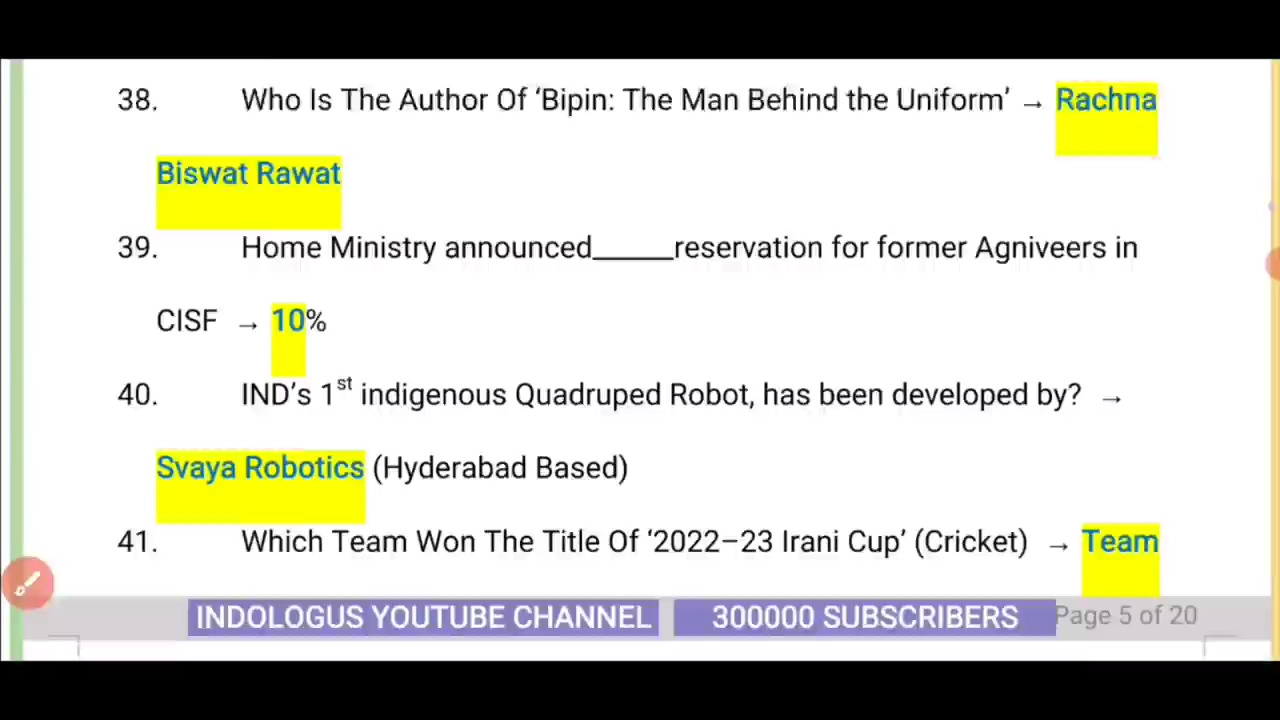 38. Who Is The Author Of ‘Bipin: The Man Behind the Uniform’ → Rachna
Biswat Rawat
39. Home Ministry announced_____reservation for former Agniveers in
CISF → 10%
40. IND’s 1st indigenous Quadruped Robot, has been developed by? →
Svaya Robotics (Hyderabad Based)
41. Which Team Won The Title Of ‘2022–23 Irani Cup’ (Cricket) → Team
INDOLOGUS YOUTUBE CHANNEL 300000 SUBSCRIBERS Page 5 of 20